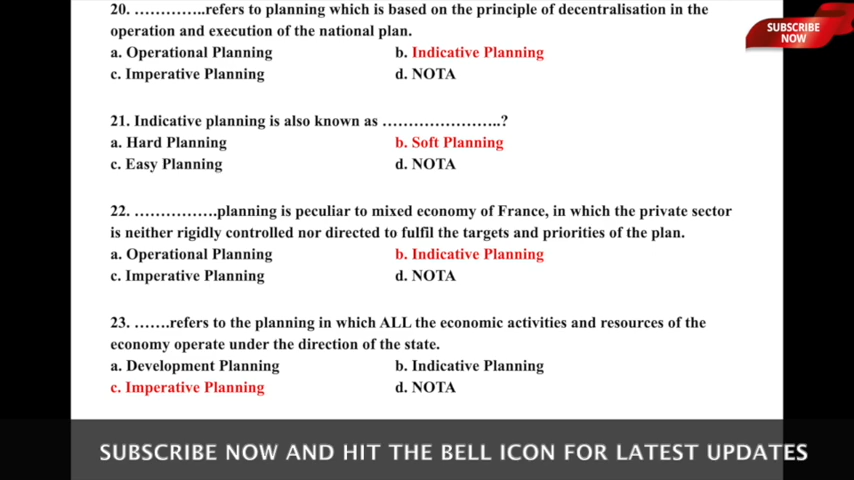 20. …………..refers to planning which is based on the principle of decentralisation in the
operation and execution of the national plan.
a. Operational Planning b. Indicative Planning
c. Imperative Planning d. NOTA
21. Indicative planning is also known as …………………..?
a. Hard Planning b. Soft Planning
c. Easy Planning d. NOTA
22. …………….planning is peculiar to mixed economy of France, in which the private sector
is neither rigidly controlled nor directed to fulfil the targets and priorities of the plan.
a. Operational Planning b. Indicative Planning
c. Imperative Planning d. NOTA
23. …….refers to the planning in which ALL the economic activities and resources of the
economy operate under the direction of the state.
a. Development Planning b. Indicative Planning
c. Imperative Planning d. NOTA
SUBSCRIBE
NOW
SUBSCRIBE NOW AND HIT THE BELL ICON FOR LATEST UPDATES